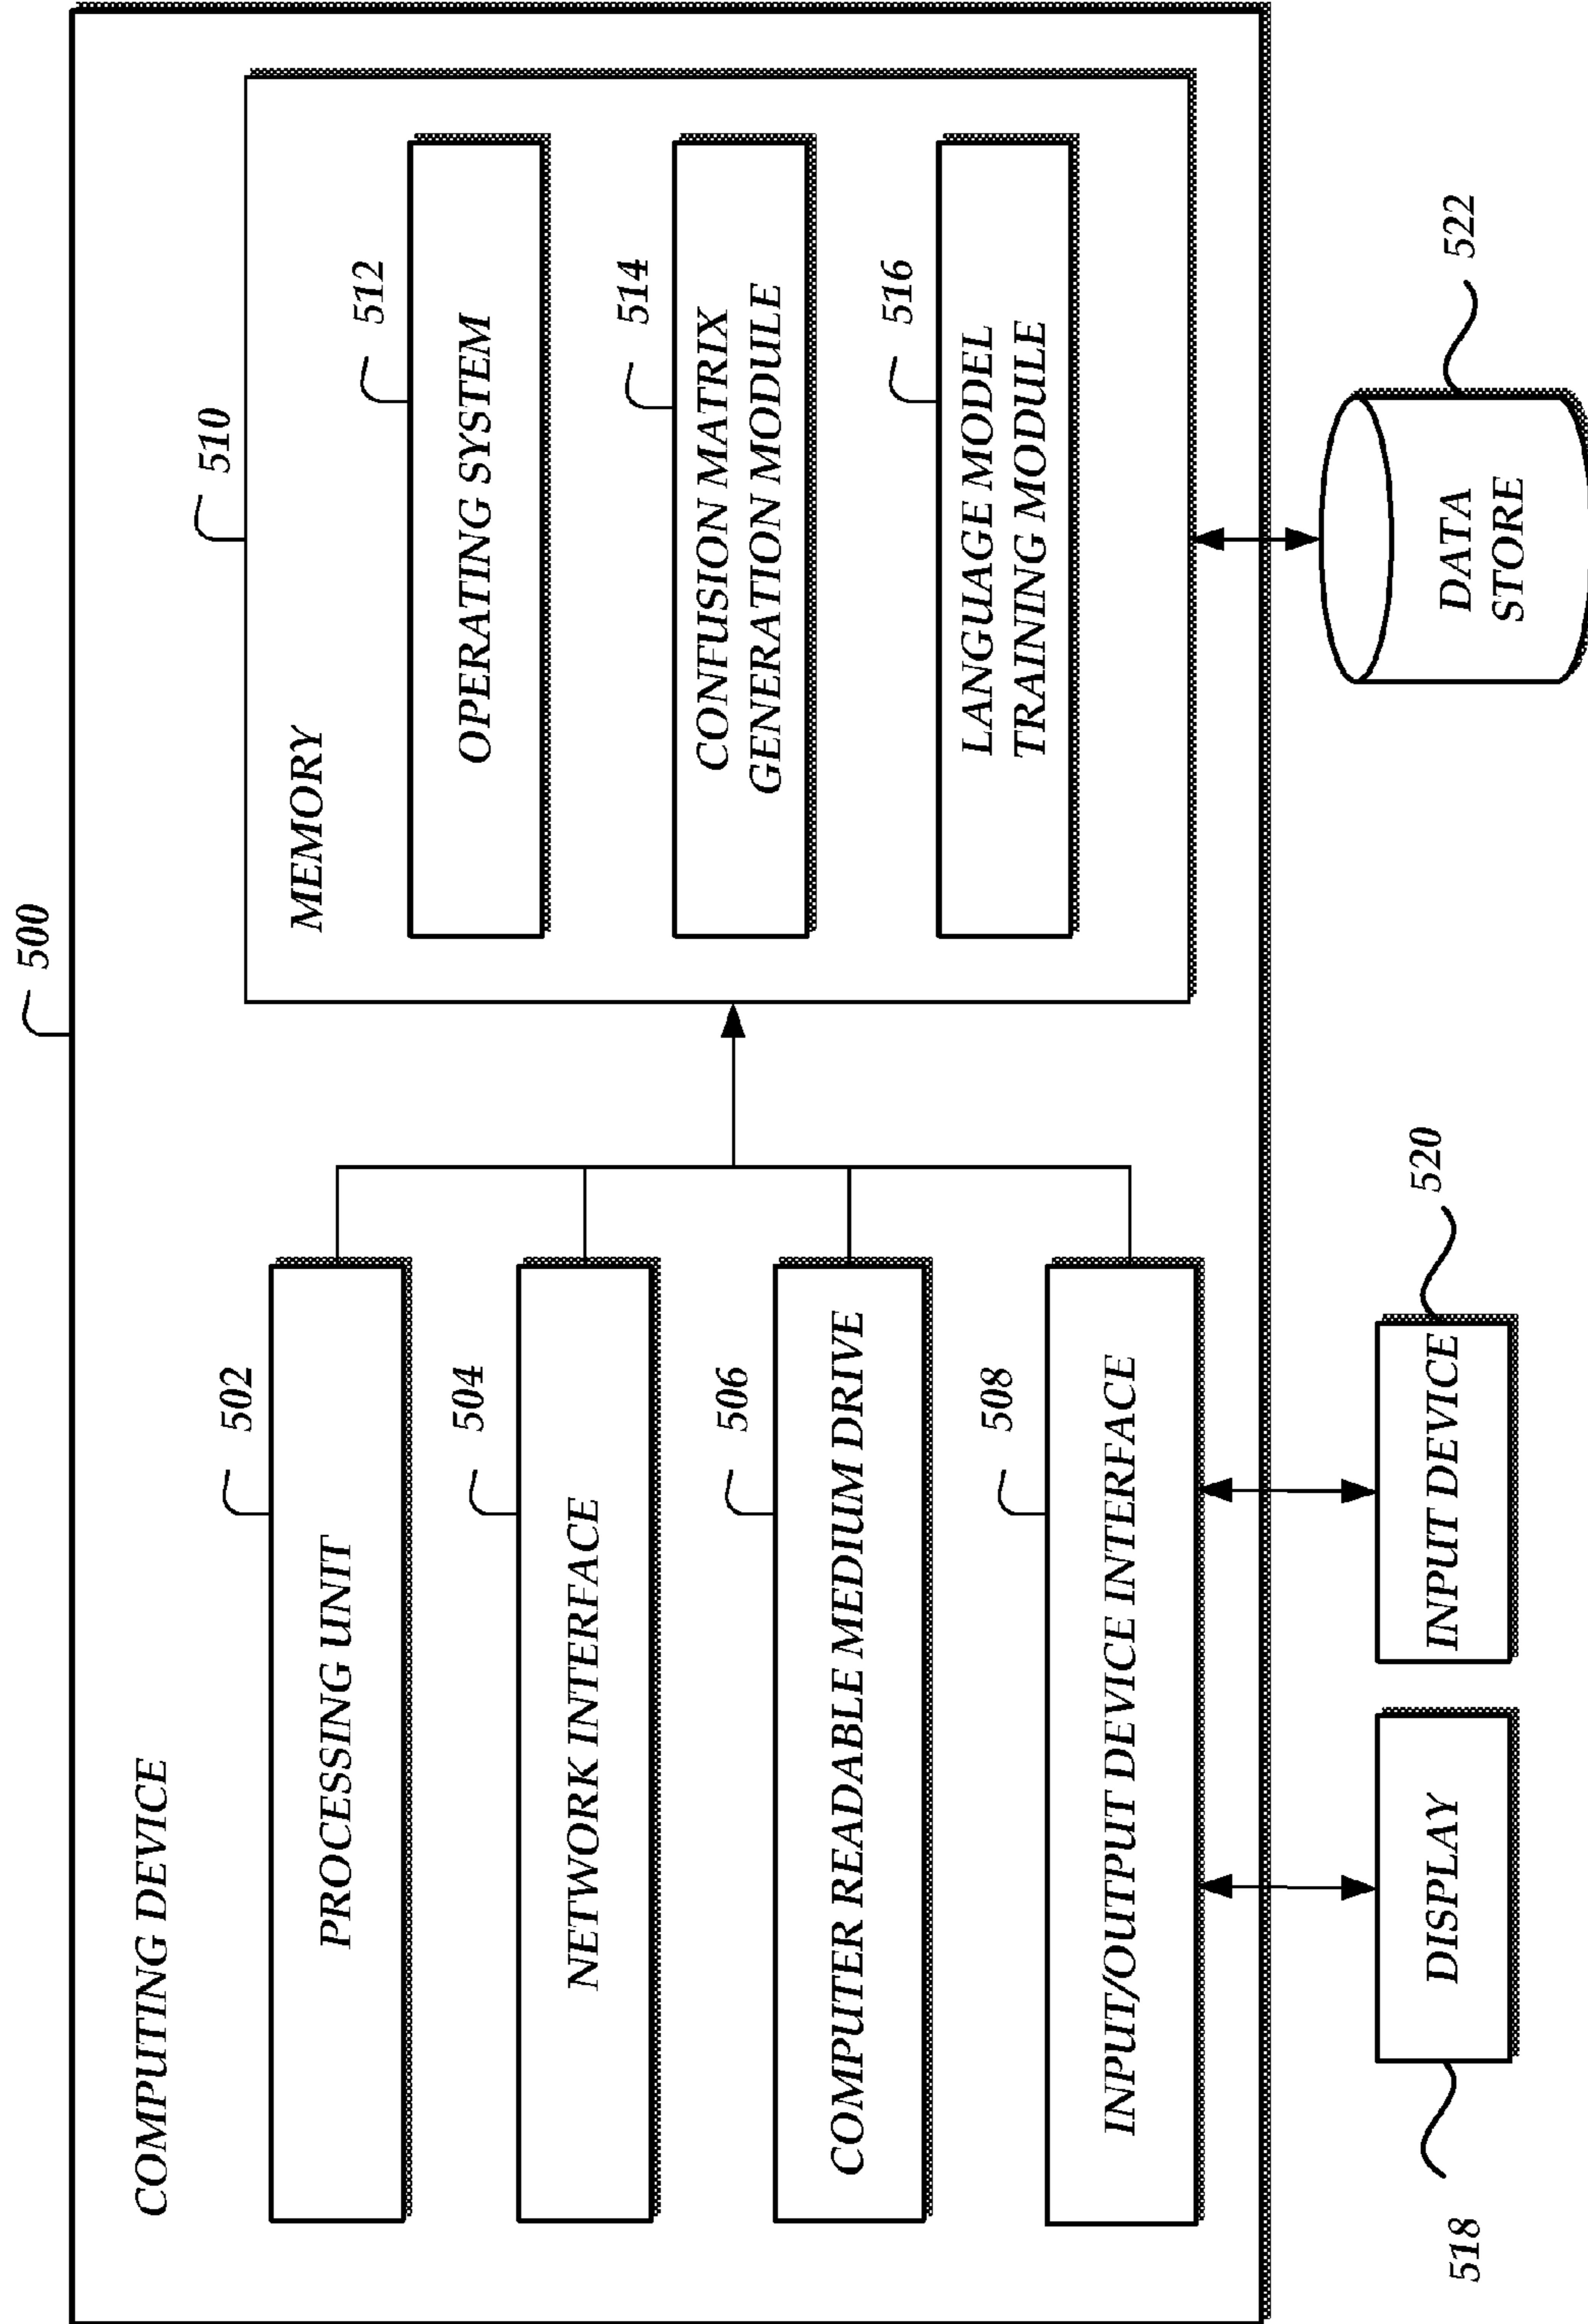 500
COMPUTING DEVICE
502
PROCESSING UNIT
504
NETWORK INTERFACE
506
COMPUTER READABLE MEDIUM DRIVE
508
INPUT/OUTPUT DEVICE INTERFACE
510
MEMORY
512
OPERATING SYSTEM
514
CONFUSION MATRIX
GENERATION MODULE
516
LANGUAGE MODEL
TRAINING MODULE
518
DISPLAY
520
INPUT DEVICE
522
DATA
STORE